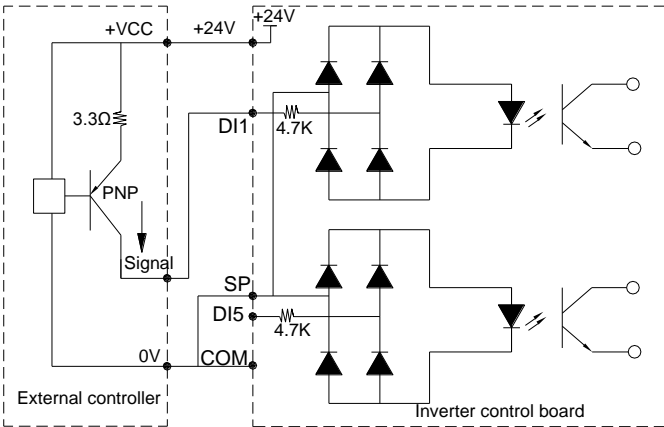 +VCC
+24V
+24V
3.3Ω
DI1
4.7K
PNP
Signal
SP
DI5
4.7K
0V
COM
External controller
Inverter control board